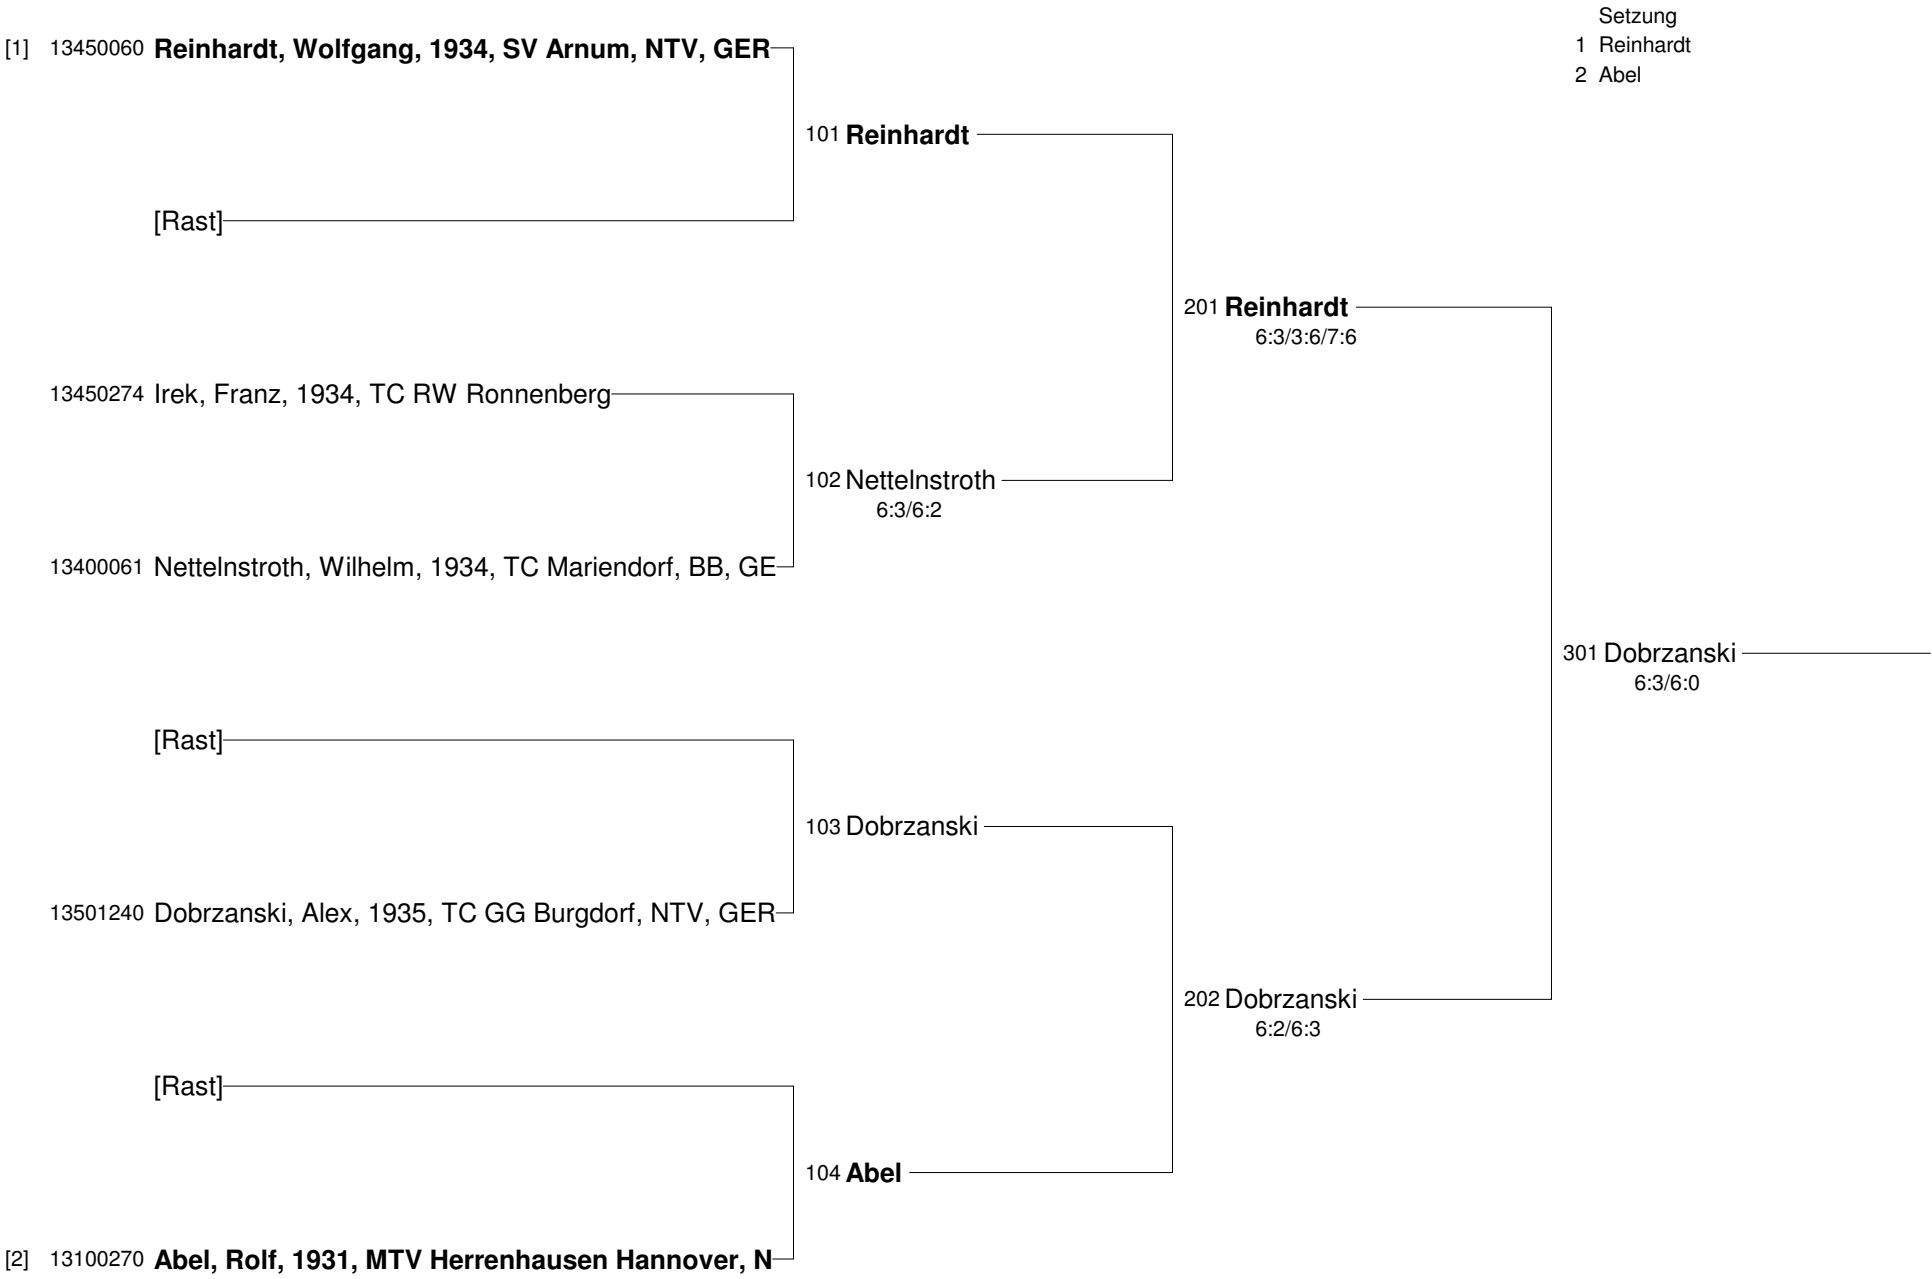 Setzung
1 Reinhardt
2 Abel
[1] 13450060 Reinhardt, Wolfgang, 1934, SV Arnum, NTV, GER
101 Reinhardt
[Rast]
201 Reinhardt
6:3/3:6/7:6
13450274 Irek, Franz, 1934, TC RW Ronnenberg
102 Nettelnstroth
6:3/6:2
13400061 Nettelnstroth, Wilhelm, 1934, TC Mariendorf, BB, GE
301 Dobrzanski
6:3/6:0
[Rast]
103 Dobrzanski
13501240 Dobrzanski, Alex, 1935, TC GG Burgdorf, NTV, GER
202 Dobrzanski
6:2/6:3
[Rast]
104 Abel
[2] 13100270 Abel, Rolf, 1931, MTV Herrenhausen Hannover, N